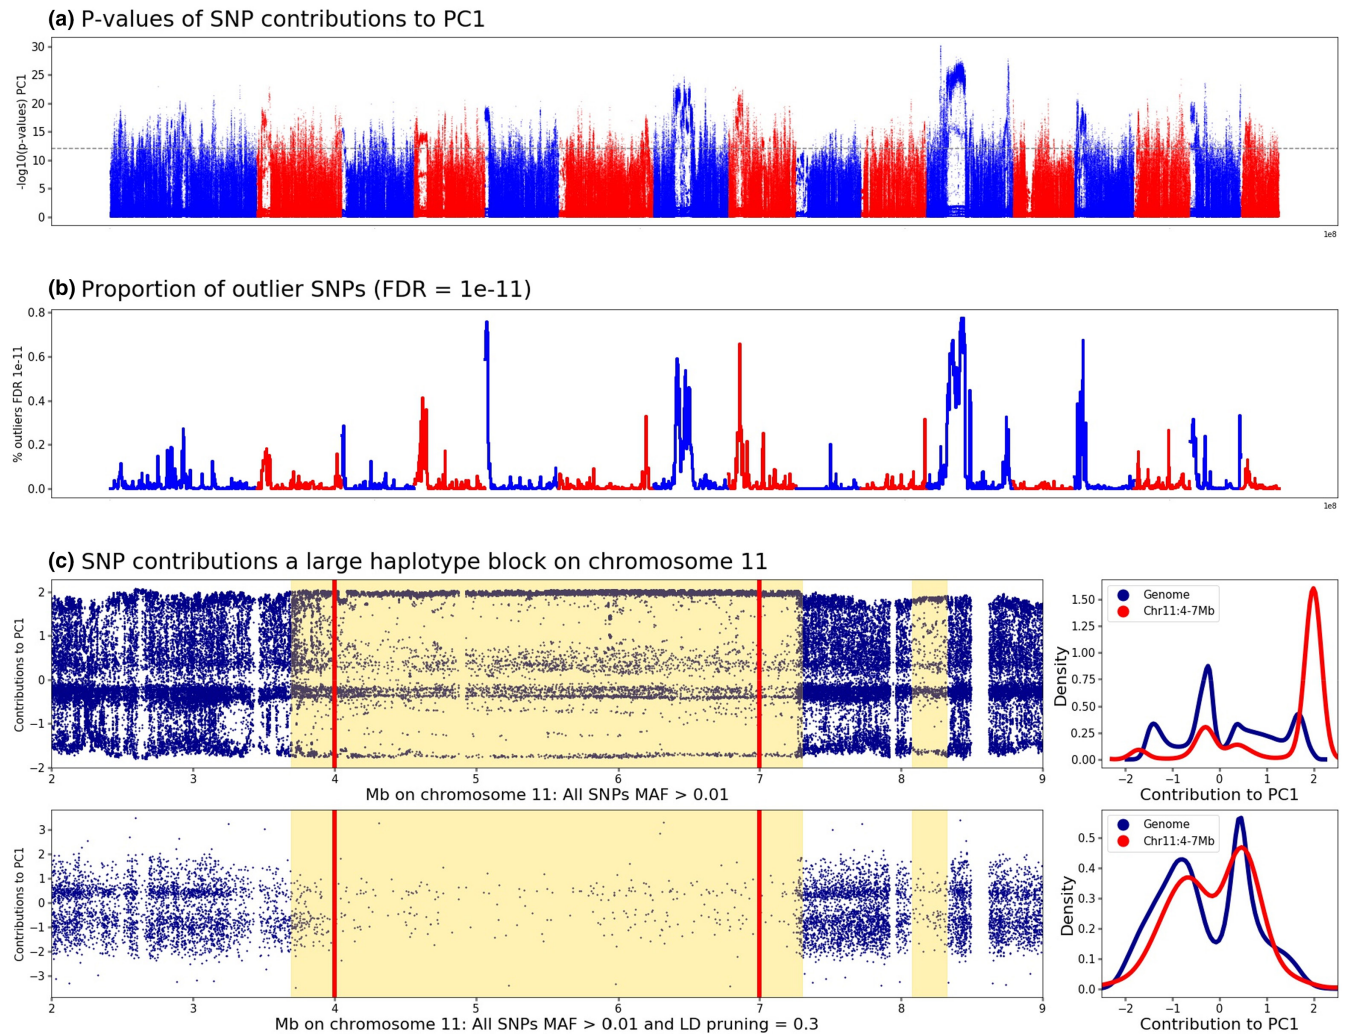 (a) P-values of SNP contributions to PC1
-log10(p-values) PC1
30
25
20
15
10
5
0
1e8
(b) Proportion of outlier SNPs (FDR = 1e-11)
% outliers FDR 1e-11
0.8
0.6
0.4
0.2
0.0
1e8
(c) SNP contributions a large haplotype block on chromosome 11
Contributions to PC1
2
1
0
−1
−2
2 3 4 5 6 7 8 9
Mb on chromosome 11: All SNPs MAF > 0.01
Density
1.50
1.25
1.00
0.75
0.50
0.25
0.00
Genome
Chr11:4-7Mb
−2 −1 0 1 2
Contribution to PC1
Contributions to PC1
3
2
1
0
−1
−2
−3
2 3 4 5 6 7 8 9
Mb on chromosome 11: All SNPs MAF > 0.01 and LD pruning = 0.3
Density
0.5
0.4
0.3
0.2
0.1
0.0
Genome
Chr11:4-7Mb
−2 −1 0 1 2
Contribution to PC1